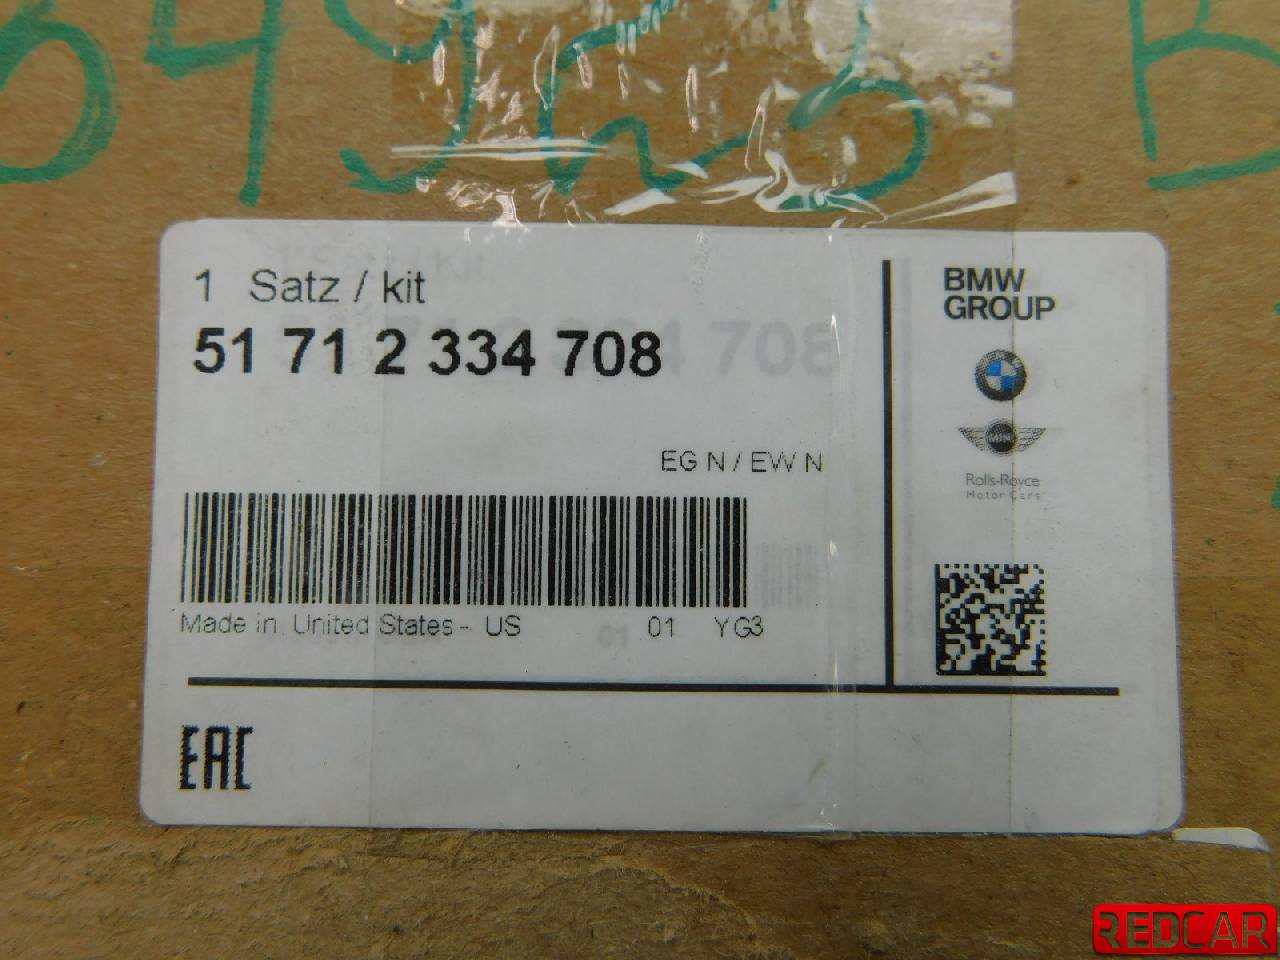 34923 B
1 Satz / kit
51 71 2 334 708
EG N / EW N
Made in United States - US 01 01 YG3
BMW
GROUP
MINI
Rolls-Royce
Motor Cars
EAC
REDCAR